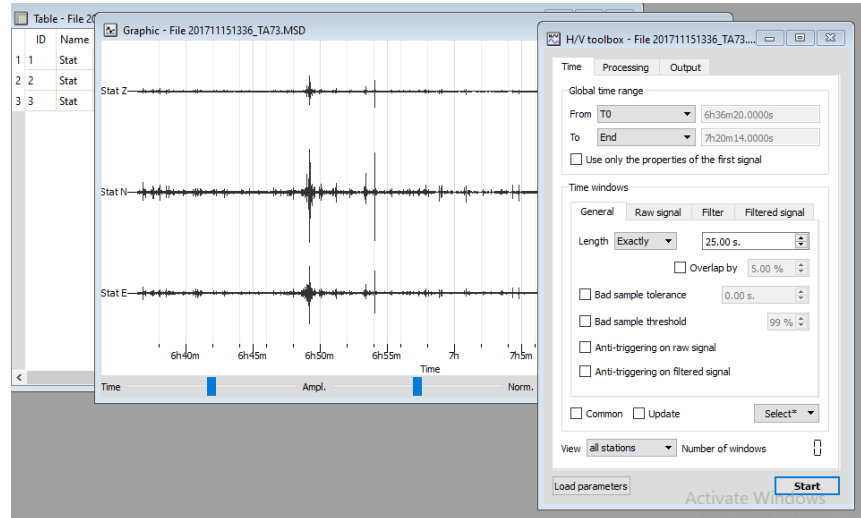 Table - File 20
ID Name
1 1 Stat
2 2 Stat
3 3 Stat
Graphic - File 201711151336_TA73.MSD
Stat Z
Stat N
Stat E
6h40m 6h45m 6h50m 6h55m 7h 7h5m
Time
Time Ampl. Norm.
H/V toolbox - File 201711151336_TA73....
Time Processing Output
Global time range
From T0 6h36m20.0000s
To End 7h20m14.0000s
Use only the properties of the first signal
Time windows
General Raw signal Filter Filtered signal
Length Exactly 25.00 s.
Overlap by 5.00 %
Bad sample tolerance 0.00 s.
Bad sample threshold 99 %
Anti-triggering on raw signal
Anti-triggering on filtered signal
Common Update Select*
View all stations Number of windows 0
Load parameters Start
Activate Windows